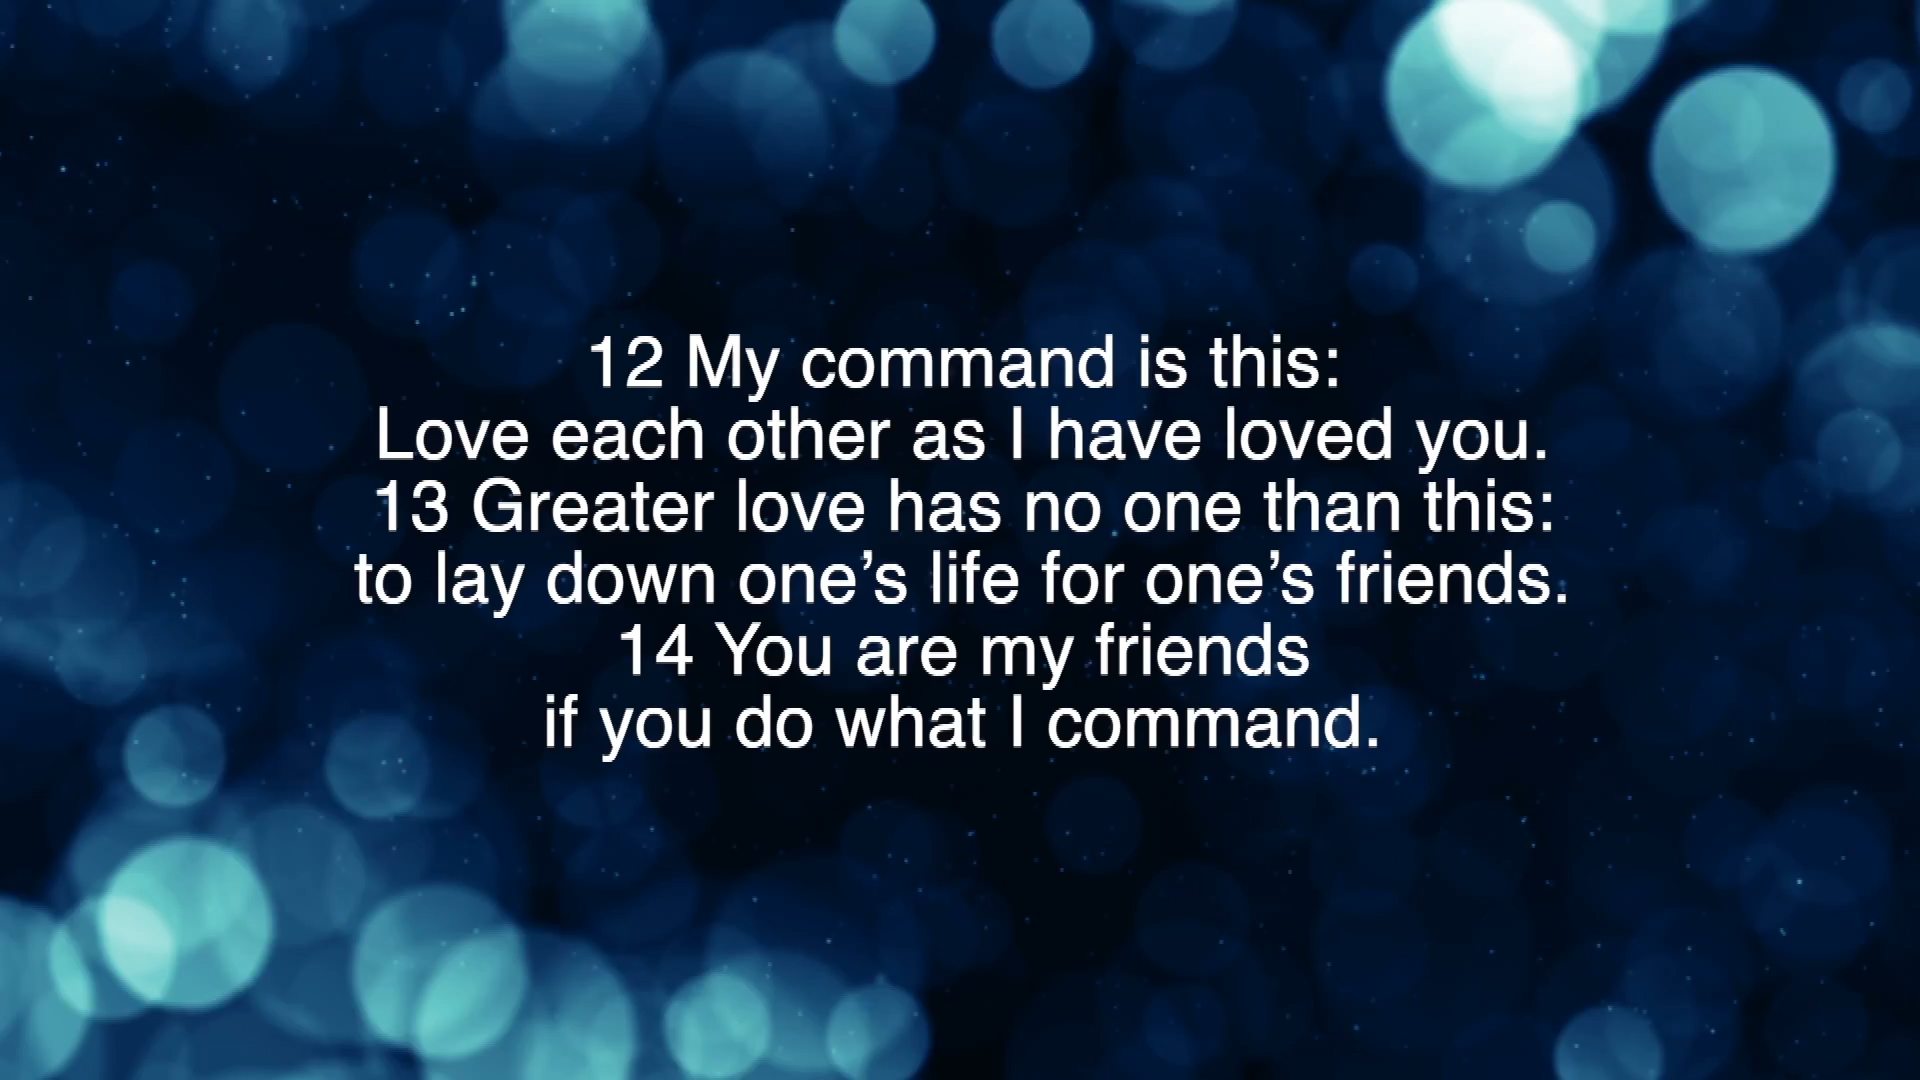 12 My command is this:
Love each other as I have loved you.
13 Greater love has no one than this:
to lay down one’s life for one’s friends.
14 You are my friends
if you do what I command.